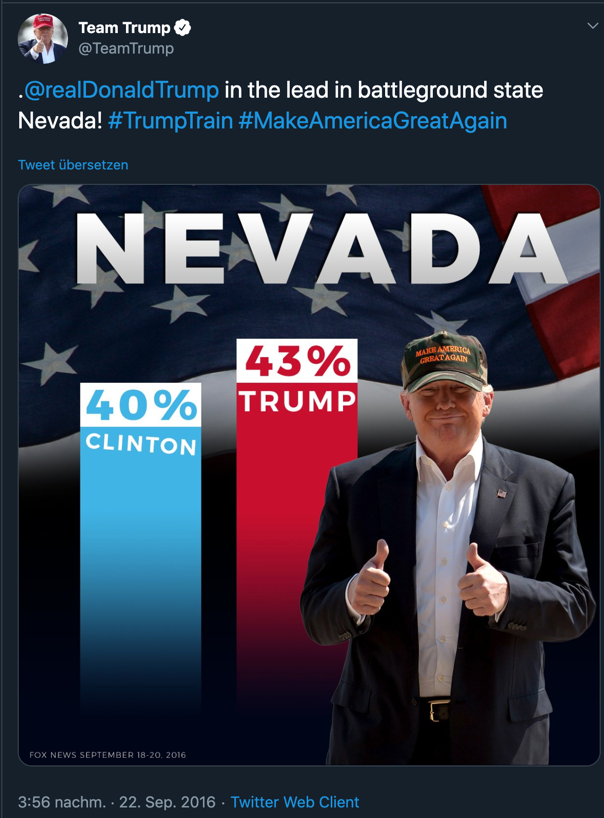 Team Trump
@TeamTrump
.@realDonaldTrump in the lead in battleground state
Nevada! #TrumpTrain #MakeAmericaGreatAgain
Tweet übersetzen
NEVADA
43%
TRUMP
40%
CLINTON
MAKE AMERICA
GREAT AGAIN
FOX NEWS SEPTEMBER 18-20, 2016
3:56 nachm. · 22. Sep. 2016 · Twitter Web Client